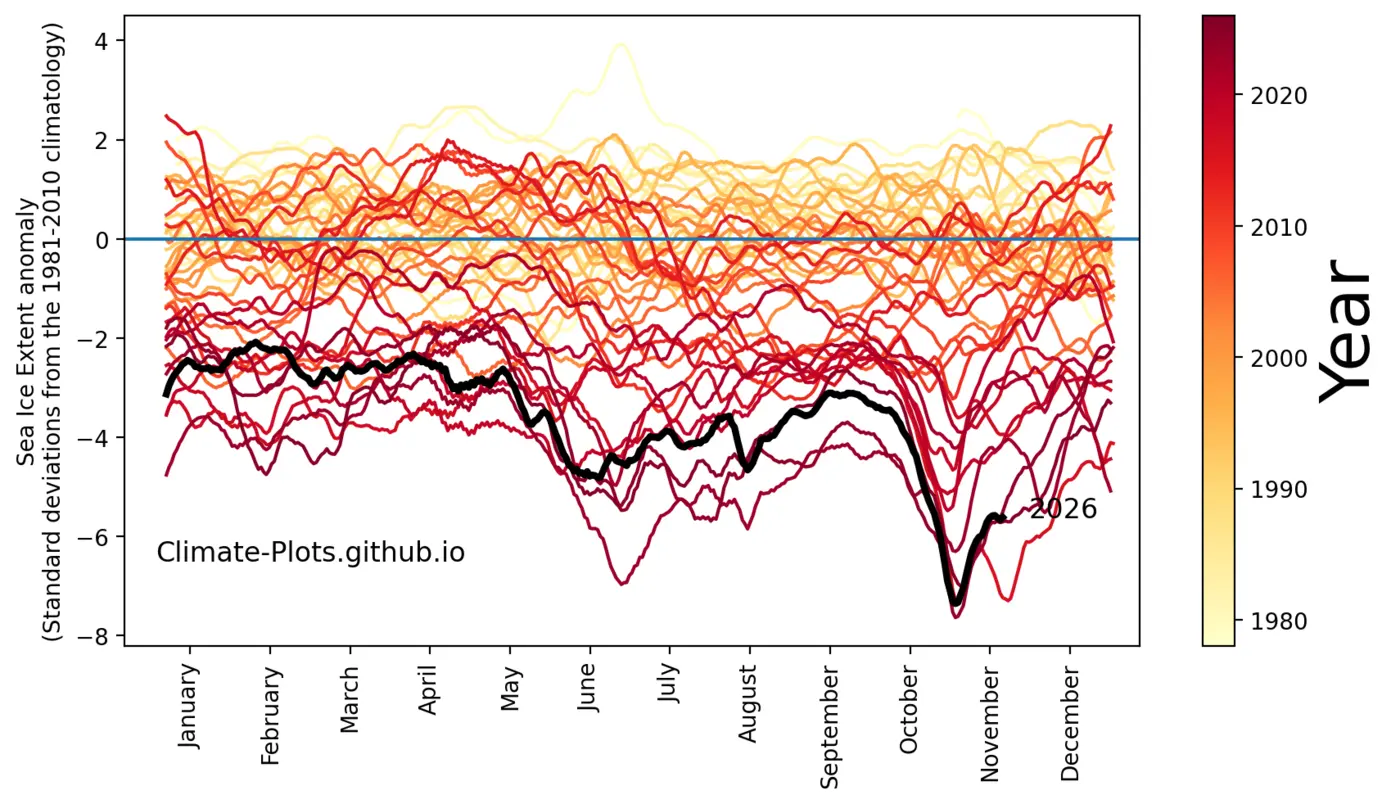 Sea Ice Extent anomaly
(Standard deviations from the 1981-2010 climatology)
4
2
0
−2
−4
−6
−8
Climate-Plots.github.io
2026
January
February
March
April
May
June
July
August
September
October
November
December
2020
2010
2000
1990
1980
Year